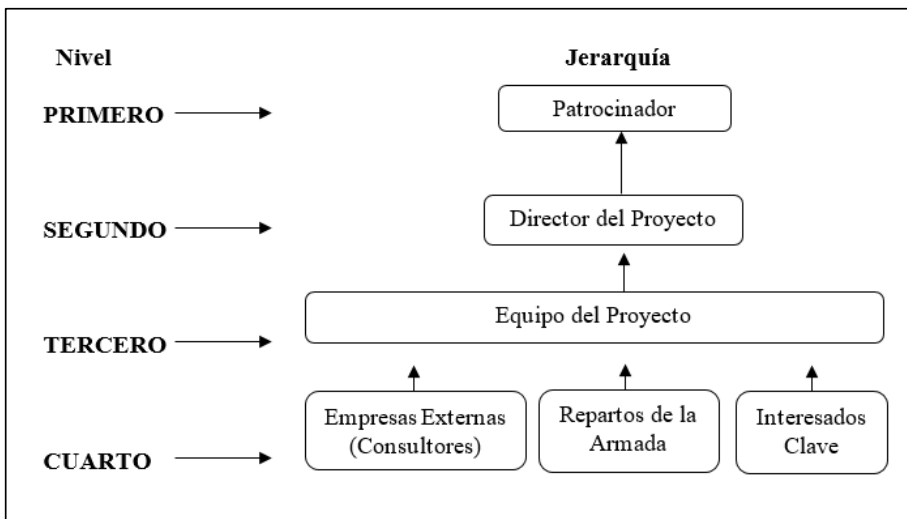 Nivel
Jerarquía
PRIMERO
Patrocinador
SEGUNDO
Director del Proyecto
TERCERO
Equipo del Proyecto
CUARTO
Empresas Externas
(Consultores)
Repartos de la
Armada
Interesados
Clave